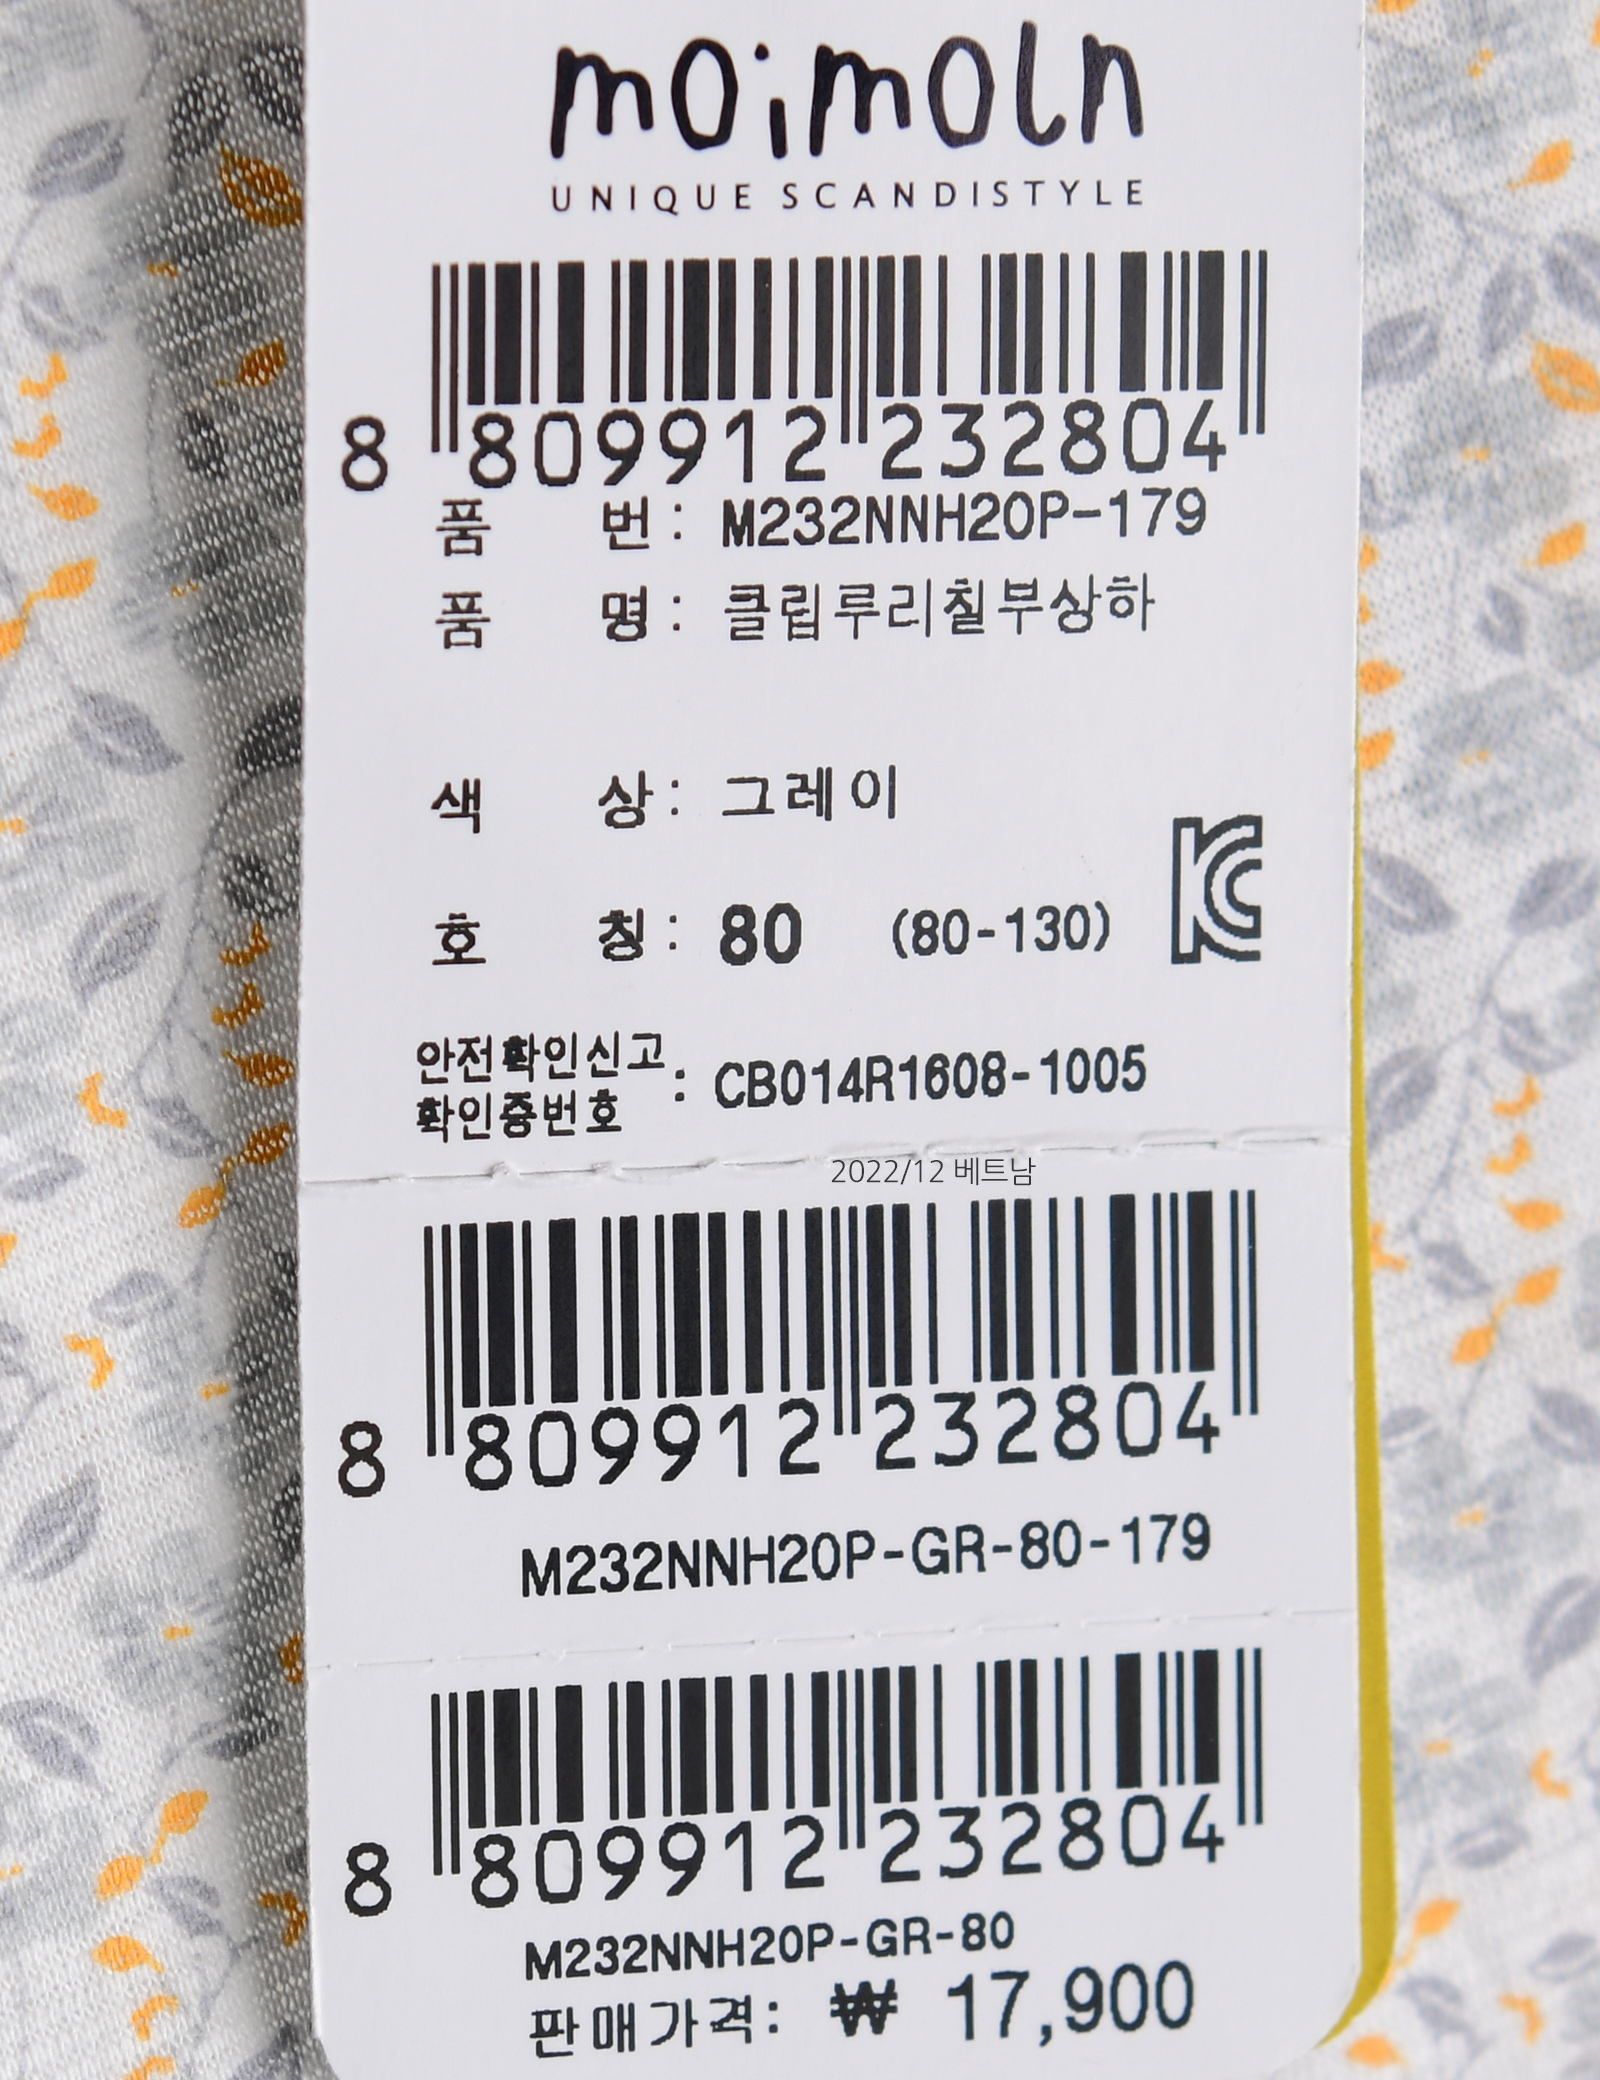 moimoln
UNIQUE SCANDISTYLE
8 809912 232804
품 번 : M232NNH20P-179
품 명 : 클립루리칠부상하
색 상 : 그레이
호 칭 : 80 (80-130)
안전확인신고
확인증번호 : CB014R1608-1005
2022/12 베트남
8 809912 232804
M232NNH20P-GR-80-179
8 809912 232804
M232NNH20P-GR-80
판매가격: ₩ 17,900